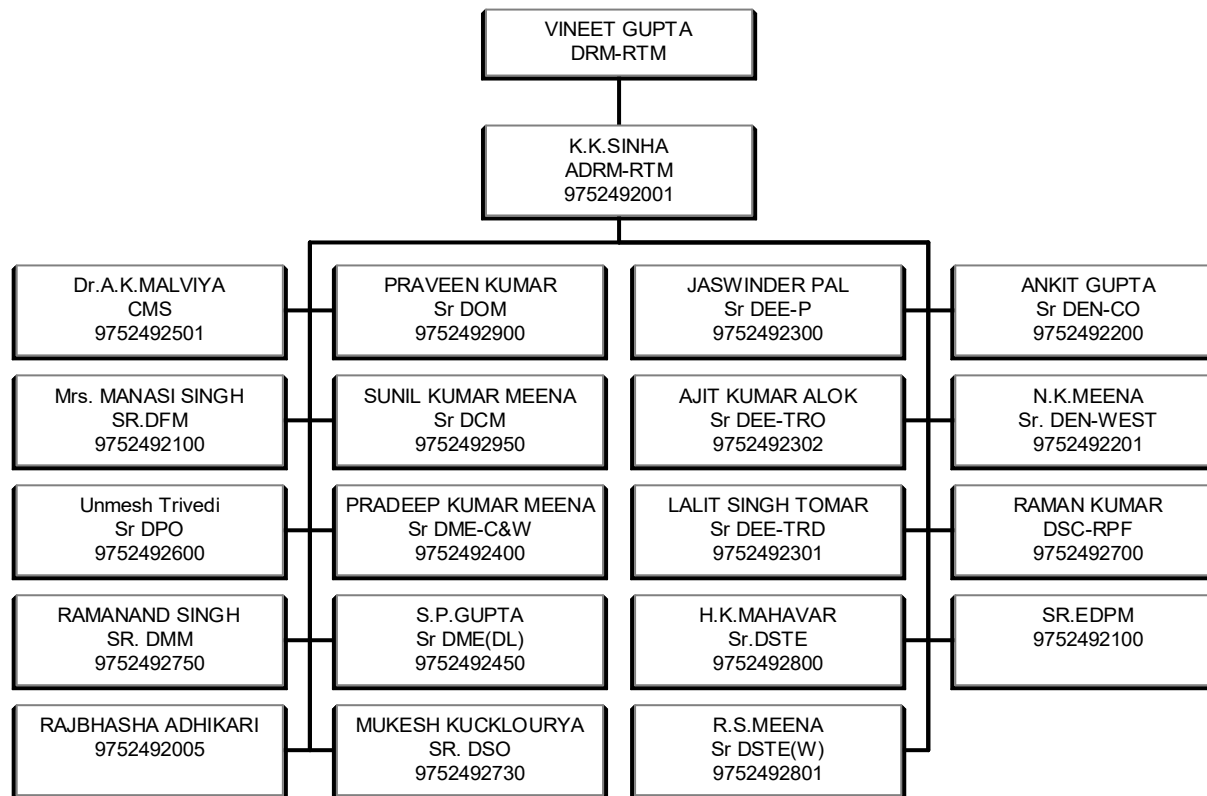 VINEET GUPTA
DRM-RTM
K.K.SINHA
ADRM-RTM
9752492001
Dr.A.K.MALVIYA
CMS
9752492501
PRAVEEN KUMAR
Sr DOM
9752492900
JASWINDER PAL
Sr DEE-P
9752492300
ANKIT GUPTA
Sr DEN-CO
9752492200
Mrs. MANASI SINGH
SR.DFM
9752492100
SUNIL KUMAR MEENA
Sr DCM
9752492950
AJIT KUMAR ALOK
Sr DEE-TRO
9752492302
N.K.MEENA
Sr. DEN-WEST
9752492201
Unmesh Trivedi
Sr DPO
9752492600
PRADEEP KUMAR MEENA
Sr DME-C&W
9752492400
LALIT SINGH TOMAR
Sr DEE-TRD
9752492301
RAMAN KUMAR
DSC-RPF
9752492700
RAMANAND SINGH
SR. DMM
9752492750
S.P.GUPTA
Sr DME(DL)
9752492450
H.K.MAHAVAR
Sr.DSTE
9752492800
SR.EDPM
9752492100
RAJBHASHA ADHIKARI
9752492005
MUKESH KUCKLOURYA
SR. DSO
9752492730
R.S.MEENA
Sr DSTE(W)
9752492801